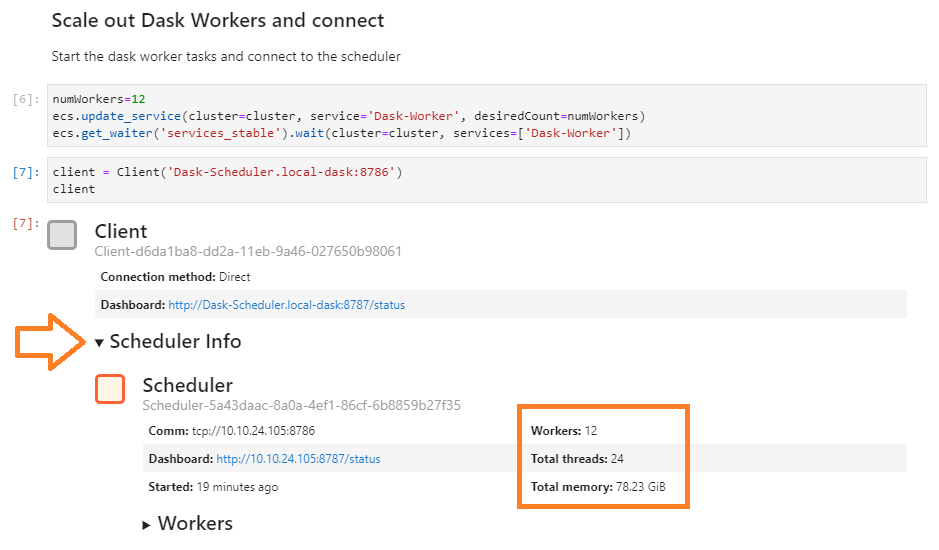 Scale out Dask Workers and connect
Start the dask worker tasks and connect to the scheduler
[6]:
numWorkers=12
ecs.update_service(cluster=cluster, service='Dask-Worker', desiredCount=numWorkers)
ecs.get_waiter('services_stable').wait(cluster=cluster, services=['Dask-Worker'])
[7]:
client = Client('Dask-Scheduler.local-dask:8786')
client
[7]:
Client
Client-d6da1ba8-dd2a-11eb-9a46-027650b98061
Connection method: Direct
Dashboard: http://Dask-Scheduler.local-dask:8787/status
Scheduler Info
Scheduler
Scheduler-5a43daac-8a0a-4ef1-86cf-6b8859b27f35
Comm: tcp://10.10.24.105:8786
Workers: 12
Dashboard: http://10.10.24.105:8787/status
Total threads: 24
Started: 19 minutes ago
Total memory: 78.23 GiB
Workers